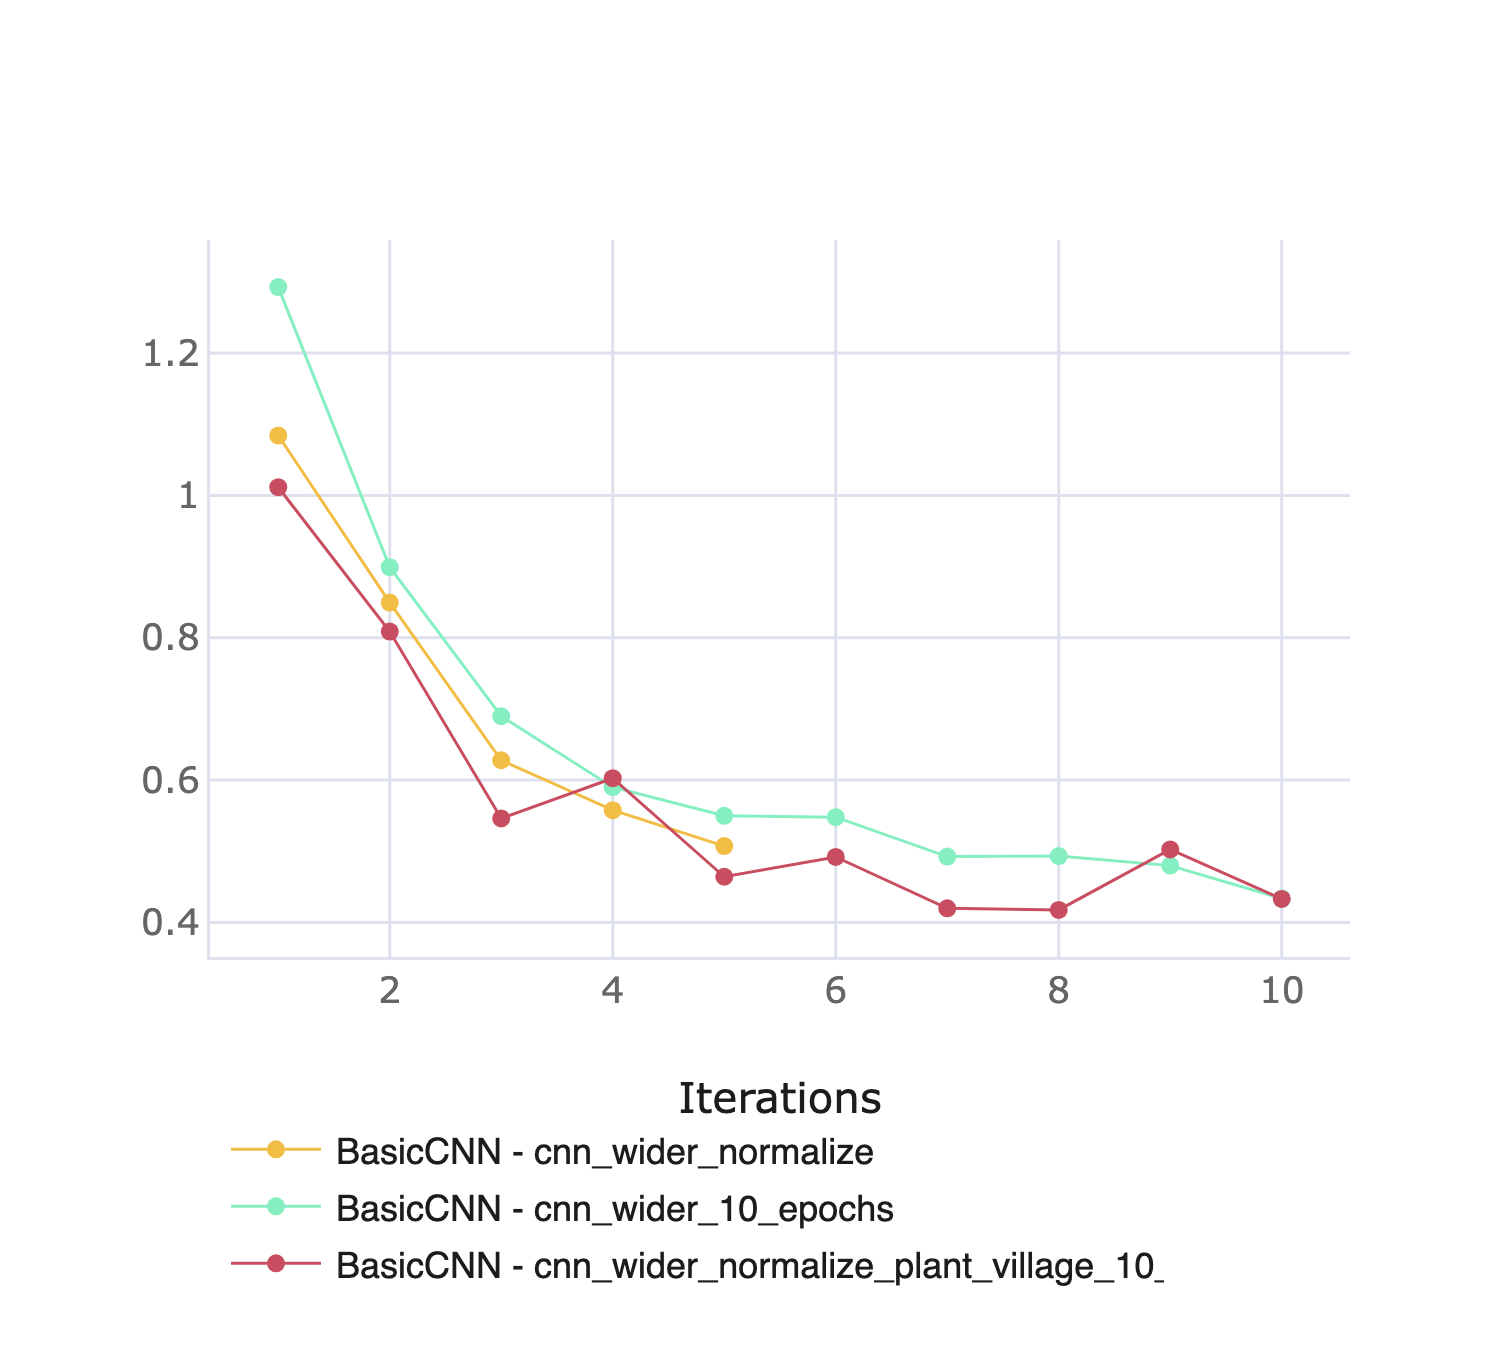 1.2
1
0.8
0.6
0.4
2 4 6 8 10
Iterations
BasicCNN - cnn_wider_normalize
BasicCNN - cnn_wider_10_epochs
BasicCNN - cnn_wider_normalize_plant_village_10_